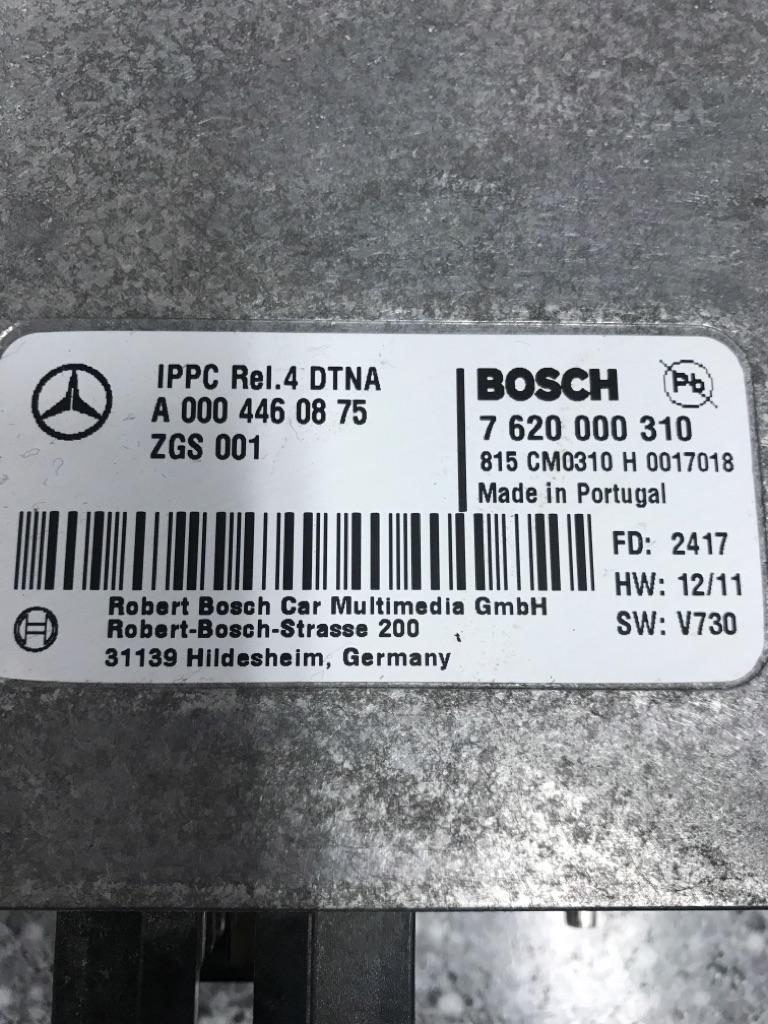 IPPC Rel.4 DTNA
A 000 446 08 75
ZGS 001
BOSCH
Pb
7 620 000 310
815 CM0310 H 0017018
Made in Portugal
FD: 2417
HW: 12/11
SW: V730
Robert Bosch Car Multimedia GmbH
Robert-Bosch-Strasse 200
31139 Hildesheim, Germany